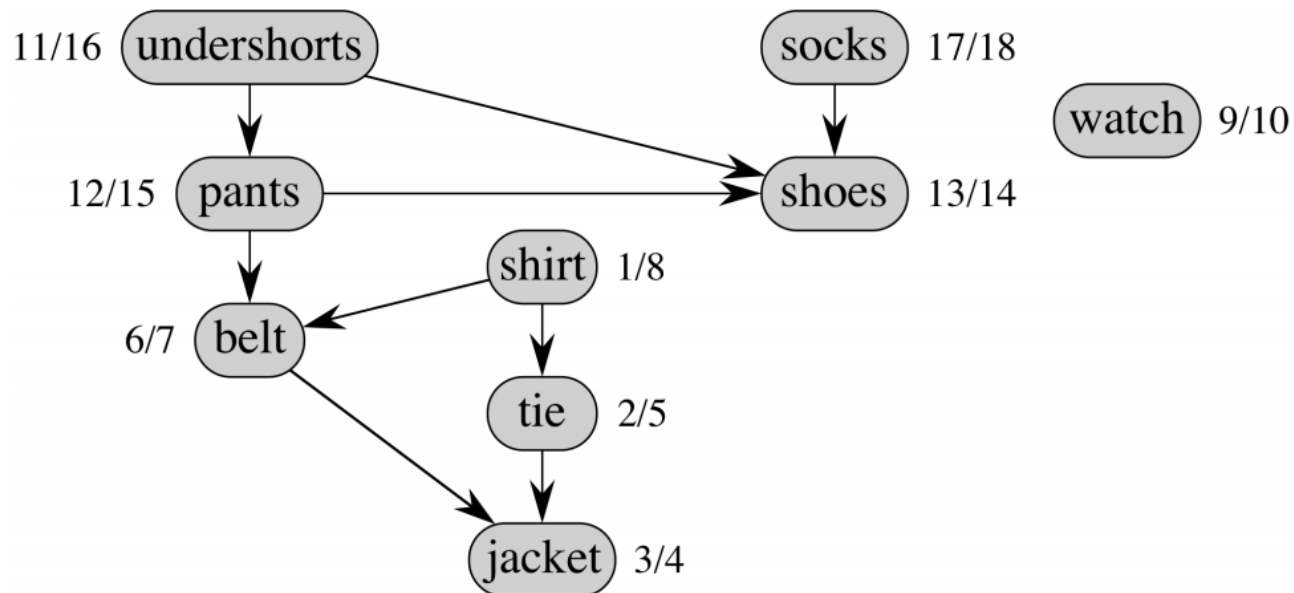 11/16 undershorts
socks 17/18
watch 9/10
12/15 pants
shoes 13/14
shirt 1/8
6/7 belt
tie 2/5
jacket 3/4